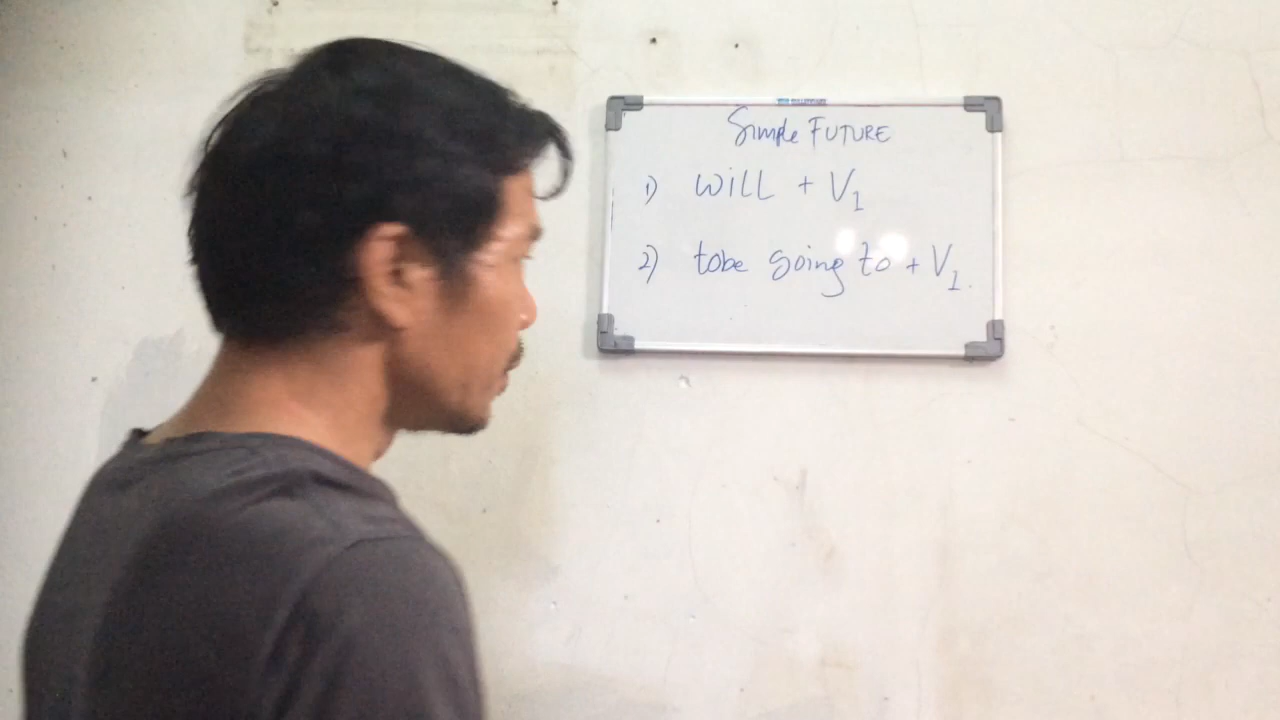 Simple FUTURE
1) will + V1
2) tobe going to + V1.